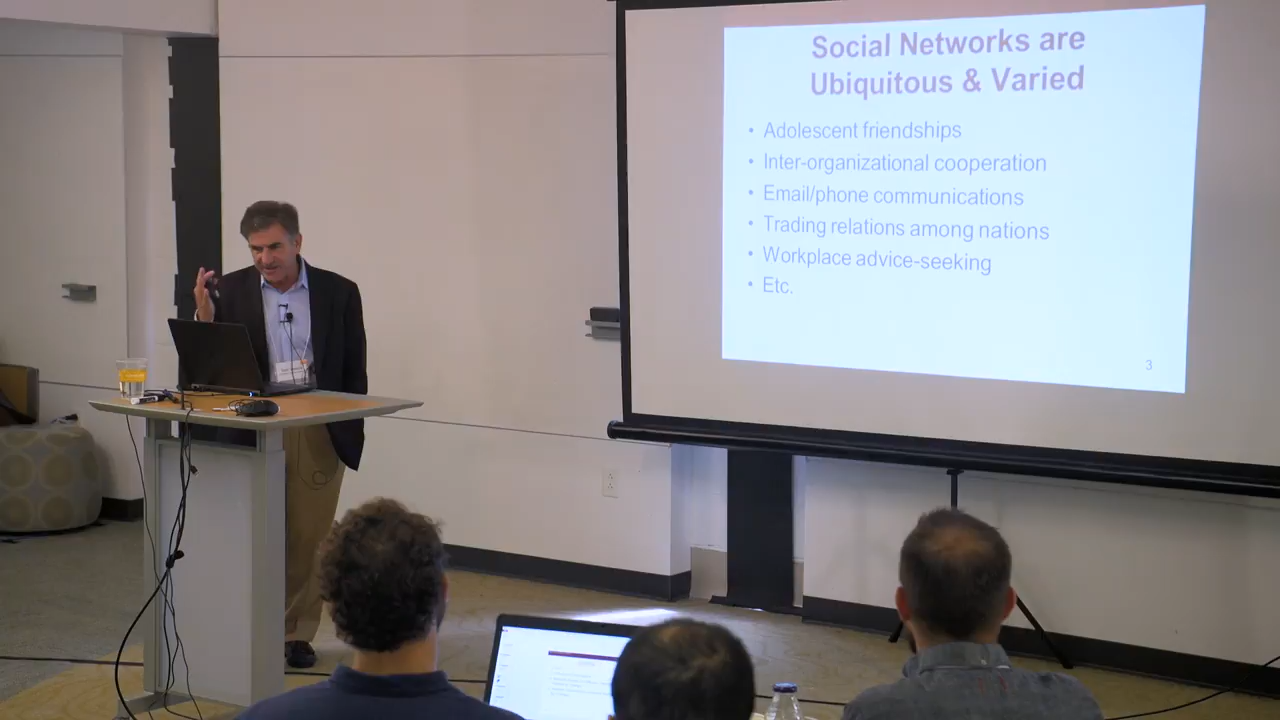 Social Networks are
Ubiquitous & Varied
• Adolescent friendships
• Inter-organizational cooperation
• Email/phone communications
• Trading relations among nations
• Workplace advice-seeking
• Etc.
3